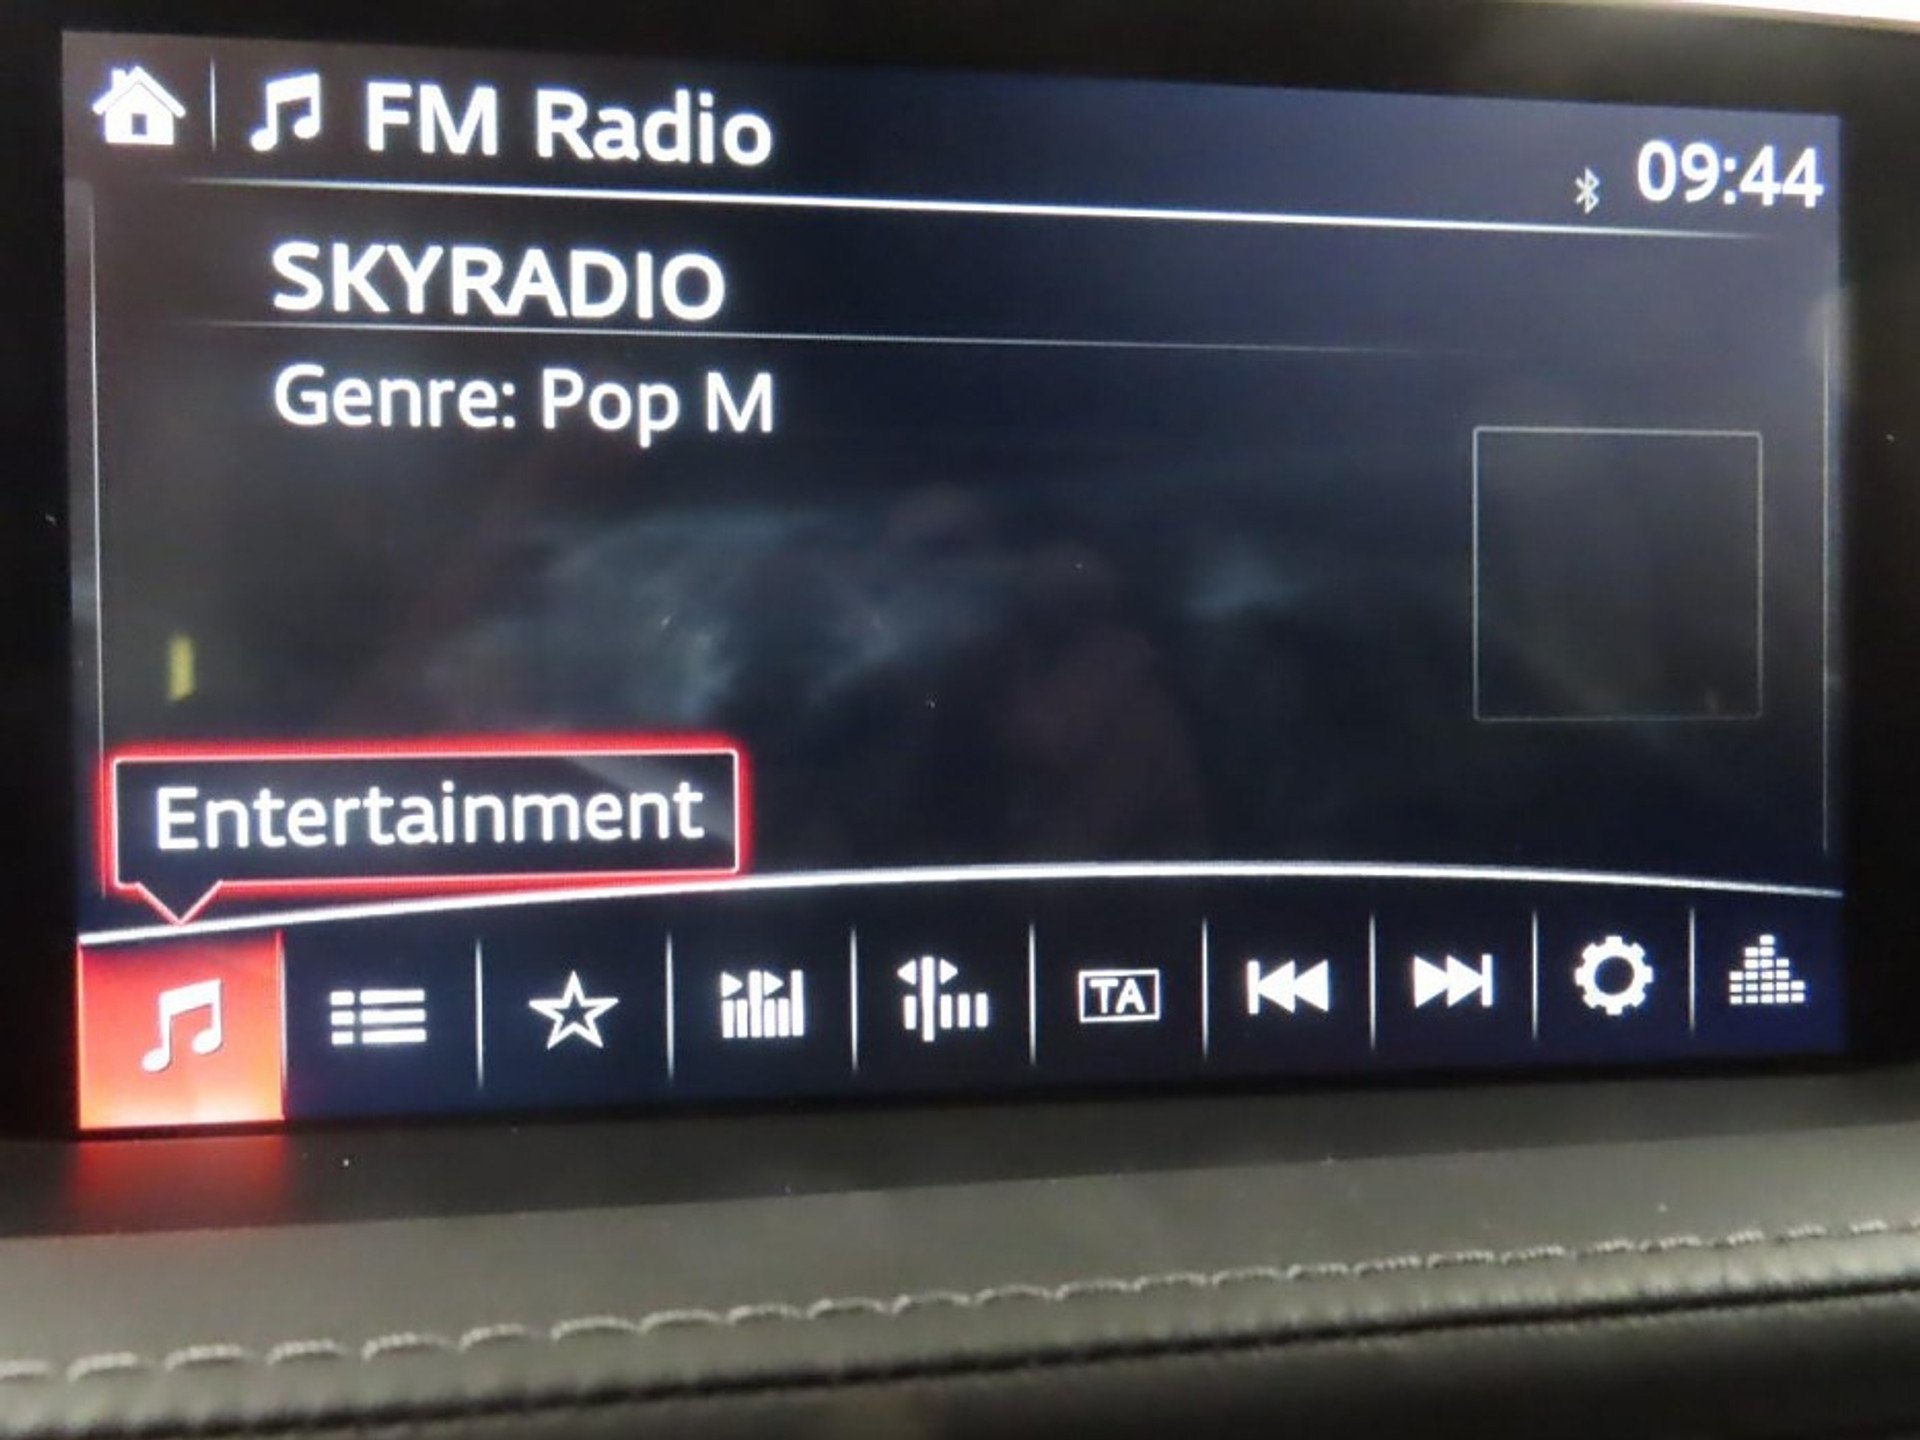 FM Radio
09:44
SKYRADIO
Genre: Pop M
Entertainment
TA